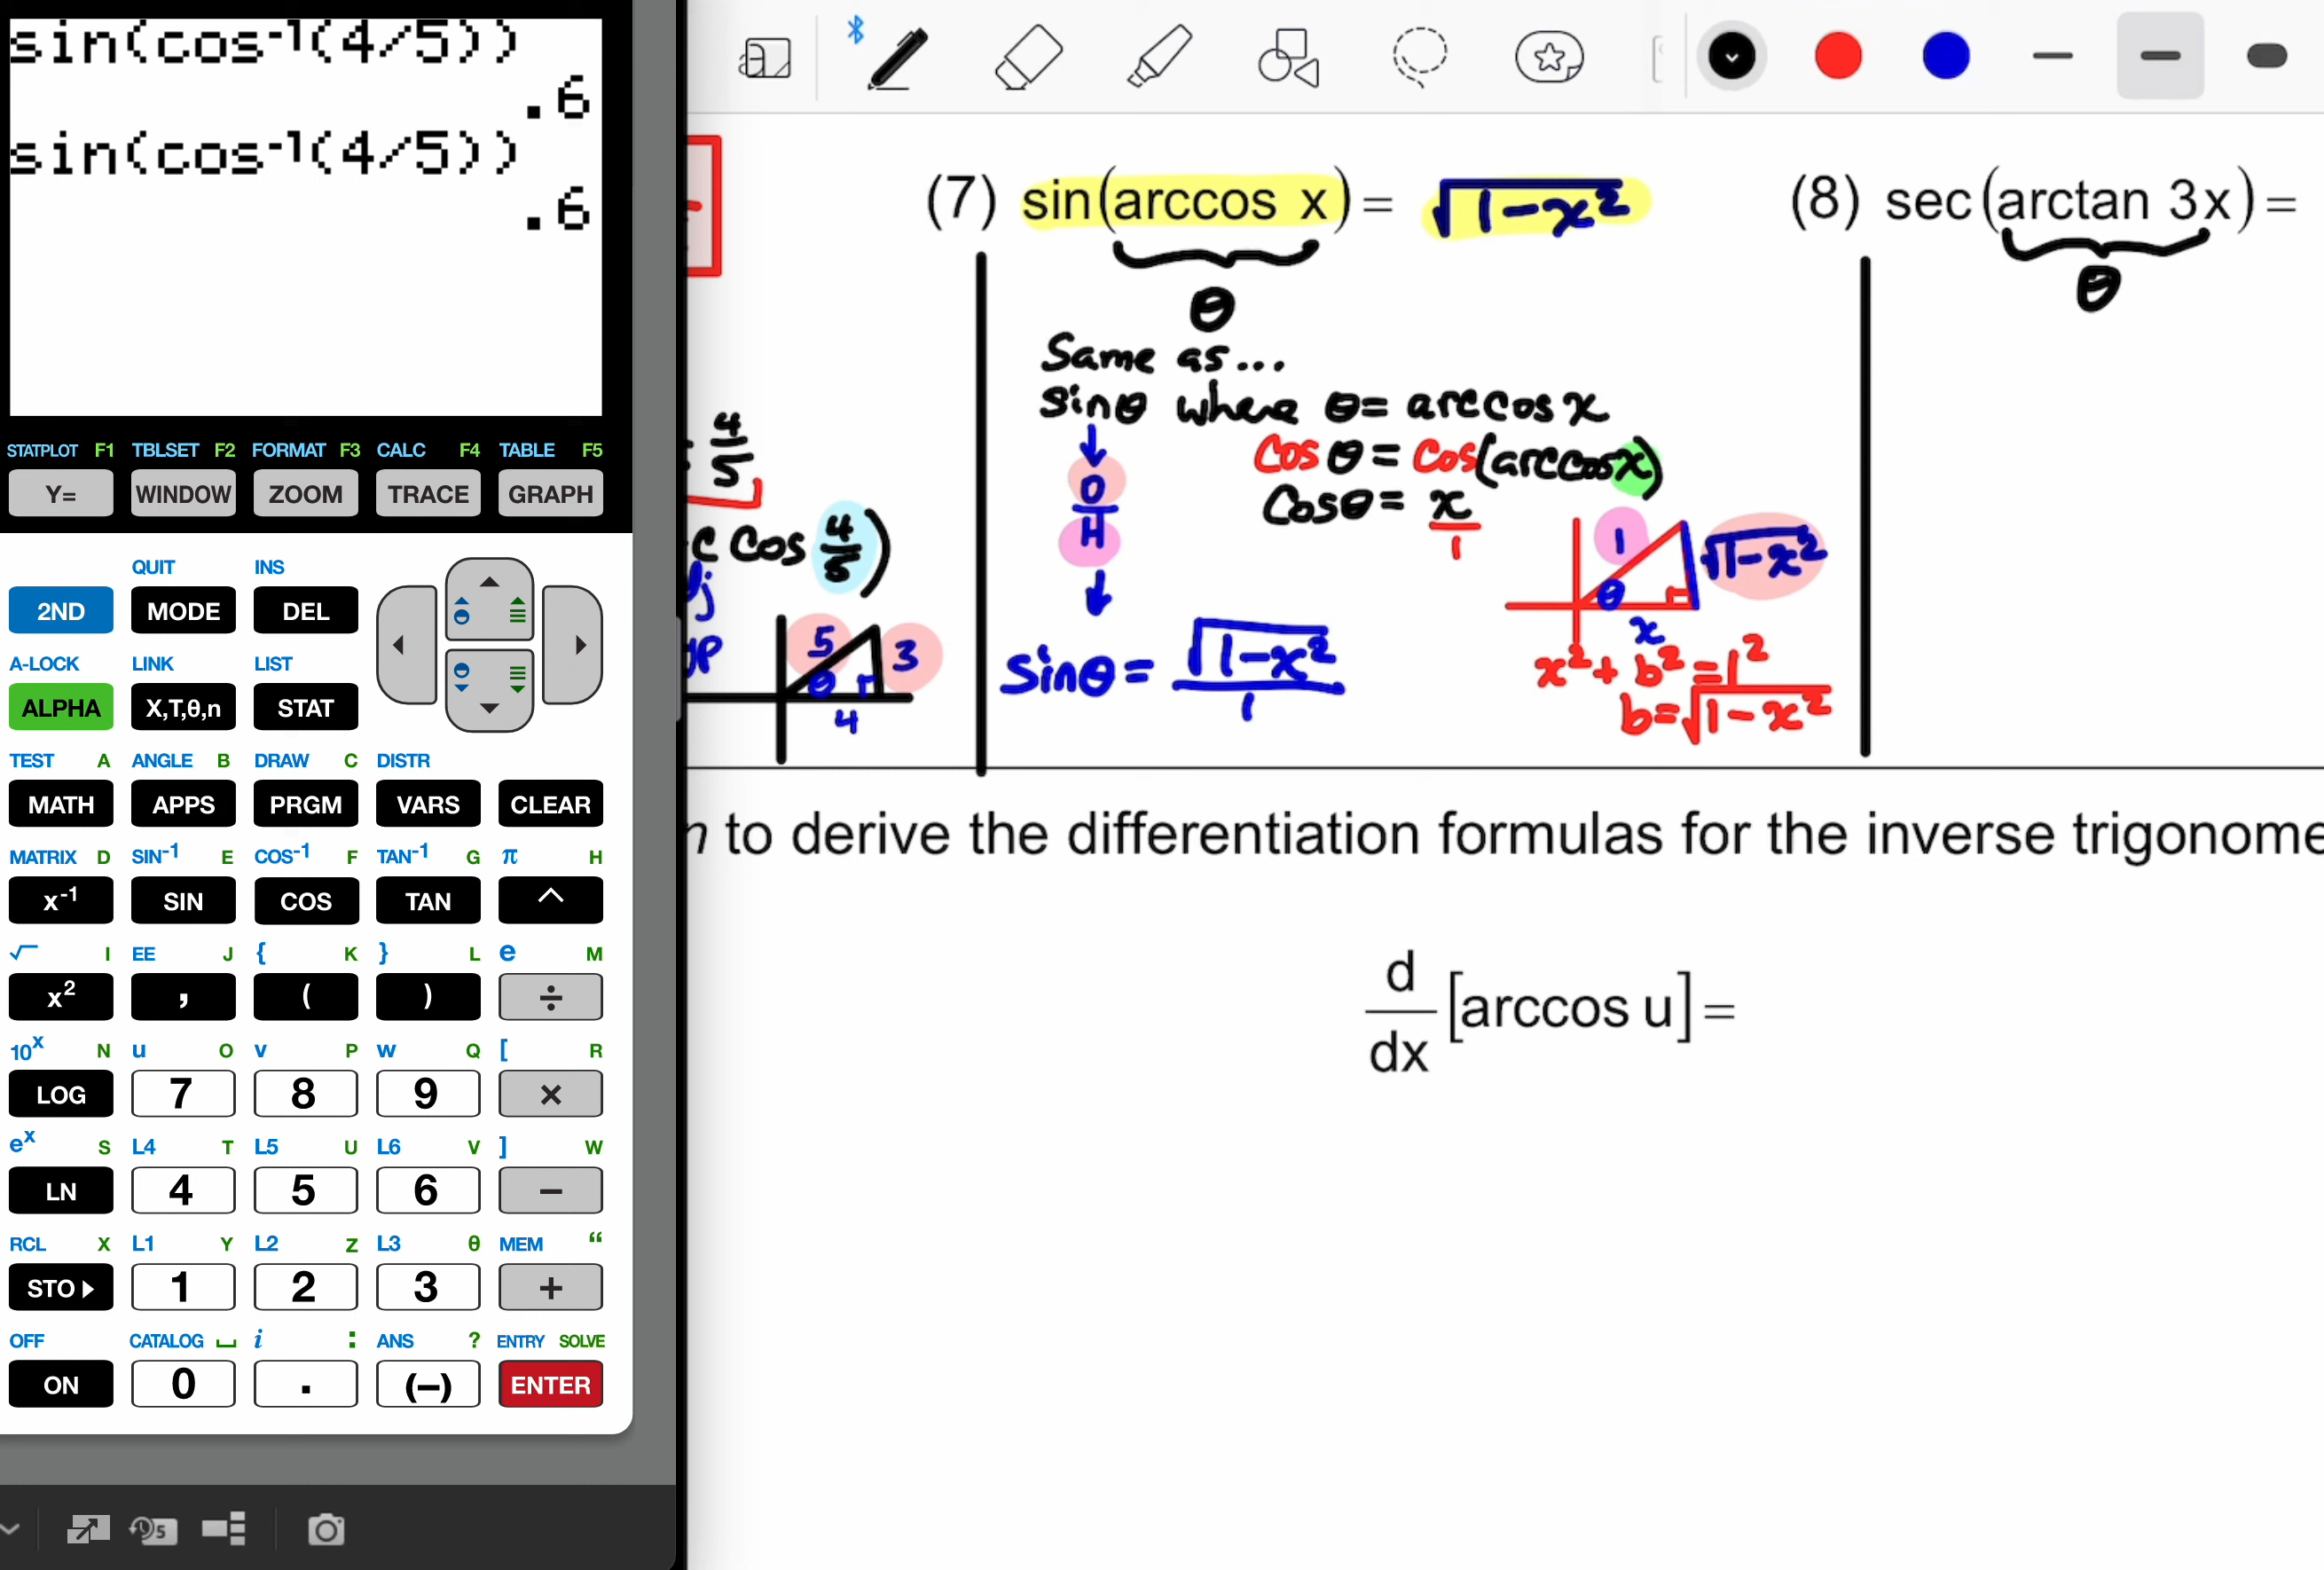 sin(cos⁻¹(4/5))
.6
sin(cos⁻¹(4/5))
.6
STATPLOT F1 TBLSET F2 FORMAT F3 CALC F4 TABLE F5
Y= WINDOW ZOOM TRACE GRAPH
QUIT INS
2ND MODE DEL
A-LOCK LINK LIST
ALPHA X,T,θ,n STAT
TEST A ANGLE B DRAW C DISTR
MATH APPS PRGM VARS CLEAR
MATRIX D SIN⁻¹ E COS⁻¹ F TAN⁻¹ G π H
x⁻¹ SIN COS TAN ^
√ I EE J { K } L e M
x² , ( ) ÷
10ˣ N u O v P w Q [ R
LOG 7 8 9 ×
eˣ S L4 T L5 U L6 V ] W
LN 4 5 6 −
RCL X L1 Y L2 Z L3 θ MEM “
STO▶ 1 2 3 +
OFF CATALOG ⎵ i : ANS ? ENTRY SOLVE
ON 0 . (–) ENTER
5
a
4/5
c cos 4/5)
j
yp
5 3
θ
4
(7) sin(arccos x) = √1-x²
θ
Same as...
sinθ where θ= arccos x
O/H
cosθ = cos(arccos x)
cosθ = x/1
1 √1-x²
θ
x
x² + b² = 1²
b=√1-x²
sinθ = √1-x²/1
(8) sec(arctan 3x) =
θ
n to derive the differentiation formulas for the inverse trigonome
d/dx [arccos u] =